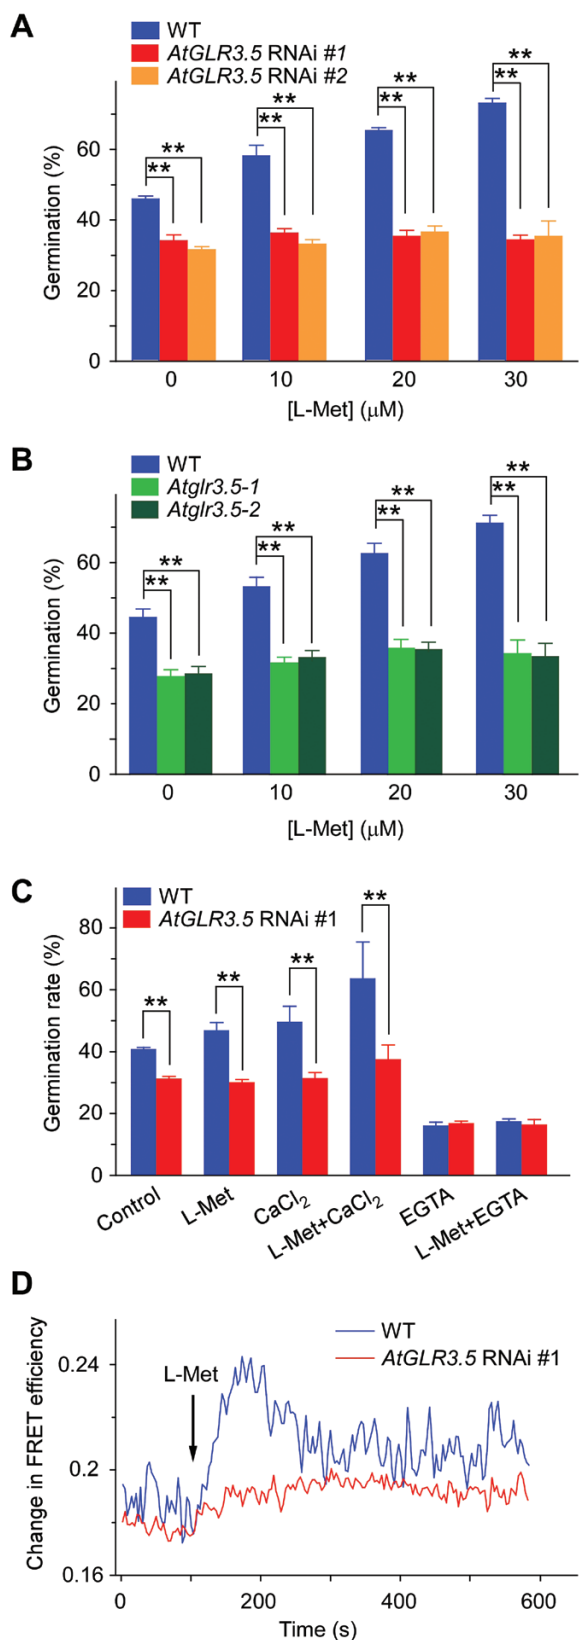 A
WT
AtGLR3.5 RNAi #1
AtGLR3.5 RNAi #2
Germination (%)
60
40
20
0
** ** ** ** ** ** ** **
0 10 20 30
[L-Met] (µM)
B
WT
Atglr3.5-1
Atglr3.5-2
Germination (%)
60
40
20
0
** ** ** ** ** ** ** **
0 10 20 30
[L-Met] (µM)
C
WT
AtGLR3.5 RNAi #1
Germination rate (%)
80
60
40
20
0
** ** ** **
Control
L-Met
CaCl₂
L-Met+CaCl₂
EGTA
L-Met+EGTA
D
WT
AtGLR3.5 RNAi #1
L-Met
Change in FRET efficiency
0.24
0.2
0.16
0 200 400 600
Time (s)